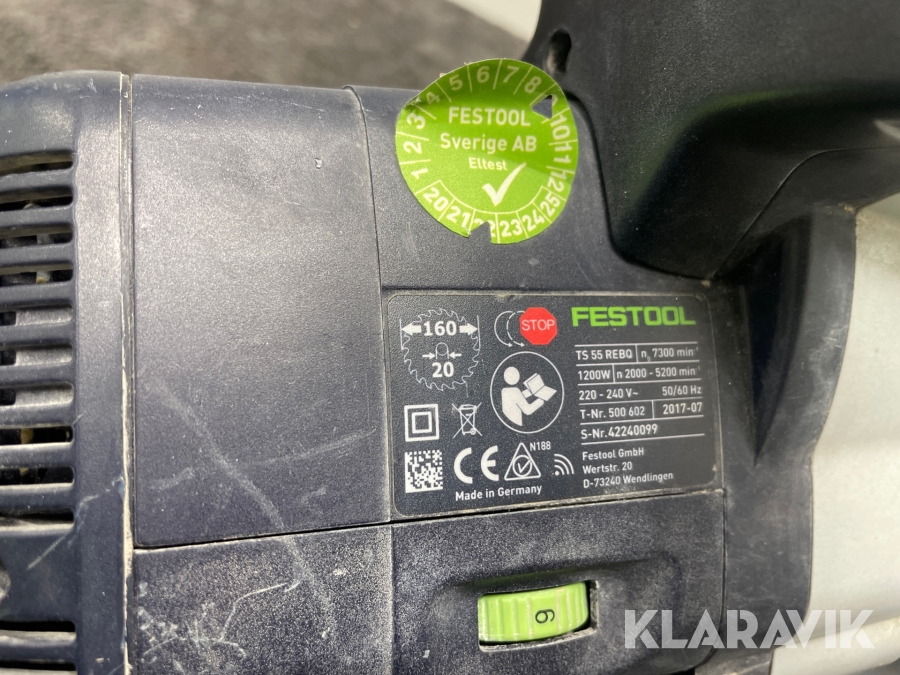 1 2 3 4 5 6 7 8 10 11 12
FESTOOL
Sverige AB
Eltest
20 21 23 24 25
160
20
STOP
FESTOOL
TS 55 REBQ n₀ 7300 min⁻¹
1200W n 2000 - 5200 min⁻¹
220 - 240 V~ 50/60 Hz
T-Nr. 500 602 2017-07
S-Nr.42240099
Festool GmbH
Wertstr. 20
D-73240 Wendlingen
CE
N188
Made in Germany
6
KLARAVIK